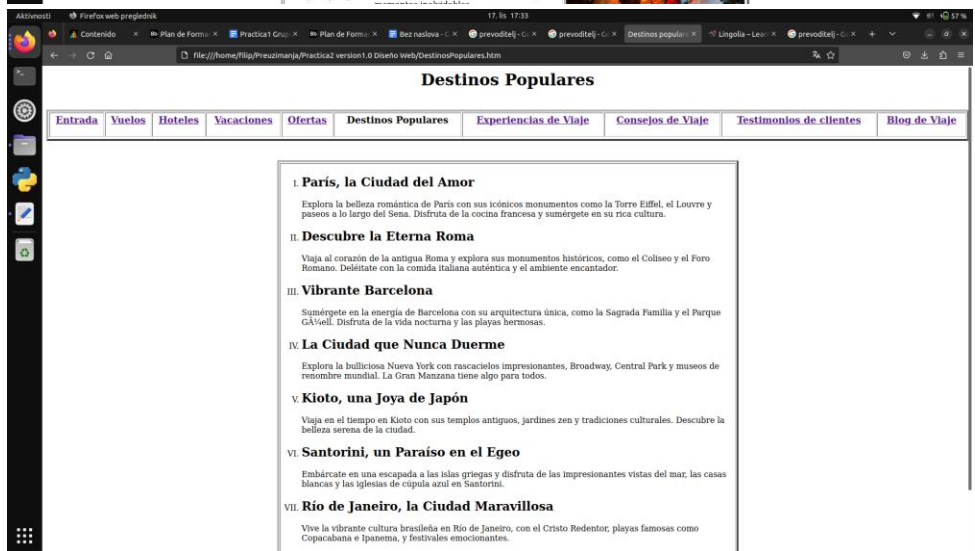 momentos inolvidables
Aktivnosti Firefox web preglednik 17. lis 17:33 57 %
Contenido Plan de Forma Practica1 Gru Plan de Forma Bez naslova - G prevoditelj - G prevoditelj - G Destinos populare Lingolia – Lear prevoditelj - G
file:///home/filip/Preuzimanja/Practica2 version1.0 Diseño Web/DestinosPopulares.htm
Destinos Populares
Entrada Vuelos Hoteles Vacaciones Ofertas Destinos Populares Experiencias de Viaje Consejos de Viaje Testimonios de clientes Blog de Viaje
I. París, la Ciudad del Amor
Explora la belleza romántica de París con sus icónicos monumentos como la Torre Eiffel, el Louvre y
paseos a lo largo del Sena. Disfruta de la cocina francesa y sumérgete en su rica cultura.
II. Descubre la Eterna Roma
Viaja al corazón de la antigua Roma y explora sus monumentos históricos, como el Coliseo y el Foro
Romano. Deléitate con la comida italiana auténtica y el ambiente encantador.
III. Vibrante Barcelona
Sumérgete en la energía de Barcelona con su arquitectura única, como la Sagrada Familia y el Parque
GÃ¼ell. Disfruta de la vida nocturna y las playas hermosas.
IV. La Ciudad que Nunca Duerme
Explora la bulliciosa Nueva York con rascacielos impresionantes, Broadway, Central Park y museos de
renombre mundial. La Gran Manzana tiene algo para todos.
V. Kioto, una Joya de Japón
Viaja en el tiempo en Kioto con sus templos antiguos, jardines zen y tradiciones culturales. Descubre la
belleza serena de la ciudad.
VI. Santorini, un Paraíso en el Egeo
Embárcate en una escapada a las islas griegas y disfruta de las impresionantes vistas del mar, las casas
blancas y las iglesias de cúpula azul en Santorini.
VII. Río de Janeiro, la Ciudad Maravillosa
Vive la vibrante cultura brasileña en Río de Janeiro, con el Cristo Redentor, playas famosas como
Copacabana e Ipanema, y festivales emocionantes.